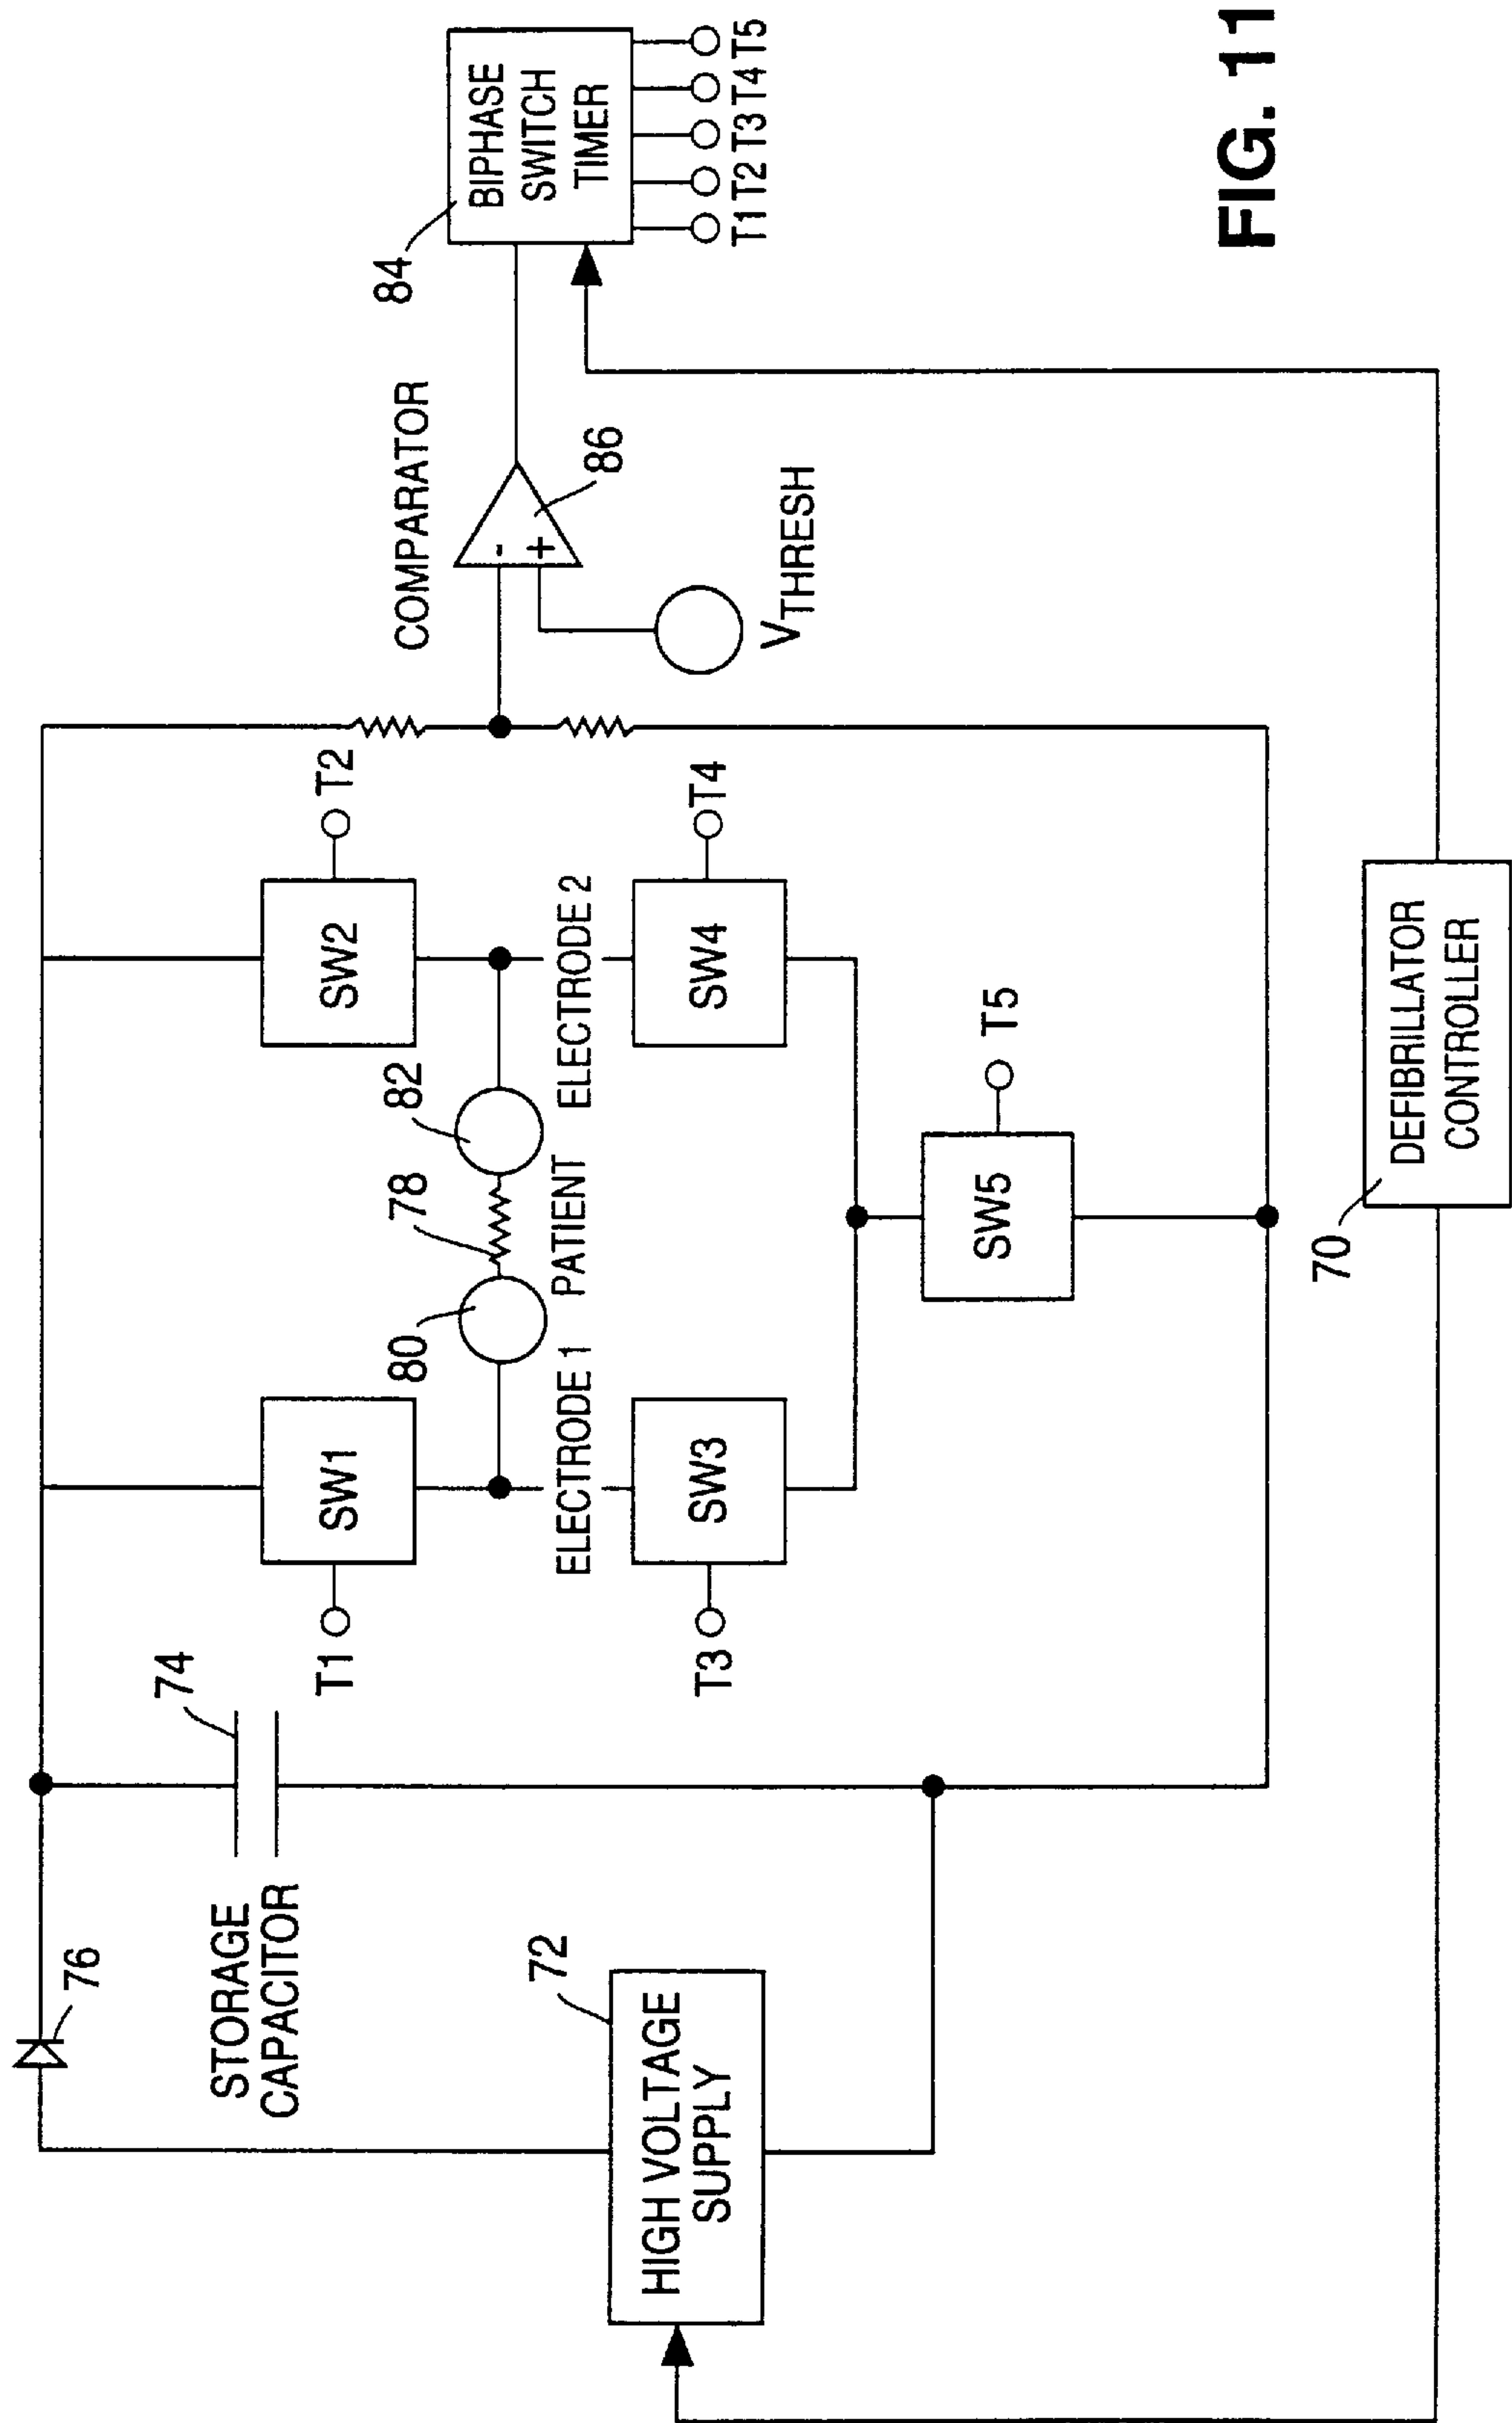 76
STORAGE
CAPACITOR
74
72
HIGH VOLTAGE
SUPPLY
T1
SW1
SW2
T2
80
78
82
ELECTRODE 1
PATIENT
ELECTRODE 2
T3
SW3
SW4
T4
SW5
T5
COMPARATOR
-
+
86
VTHRESH
84
BIPHASE
SWITCH
TIMER
T1 T2 T3 T4 T5
70
DEFIBRILLATOR
CONTROLLER
FIG. 11